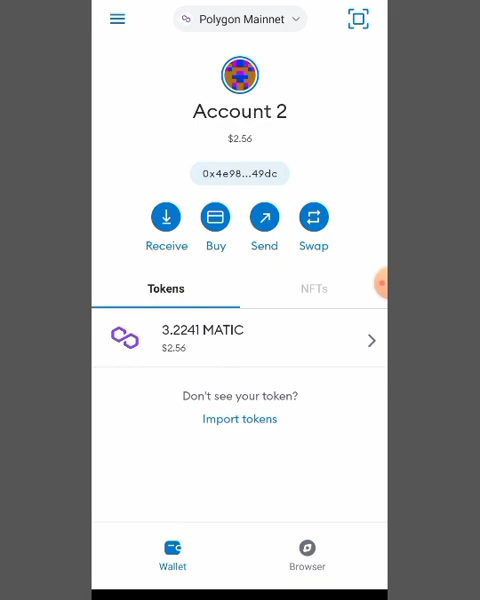 Polygon Mainnet
Account 2
$2.56
0x4e98...49dc
Receive Buy Send Swap
Tokens NFTs
3.2241 MATIC
$2.56
Don't see your token?
Import tokens
Wallet Browser